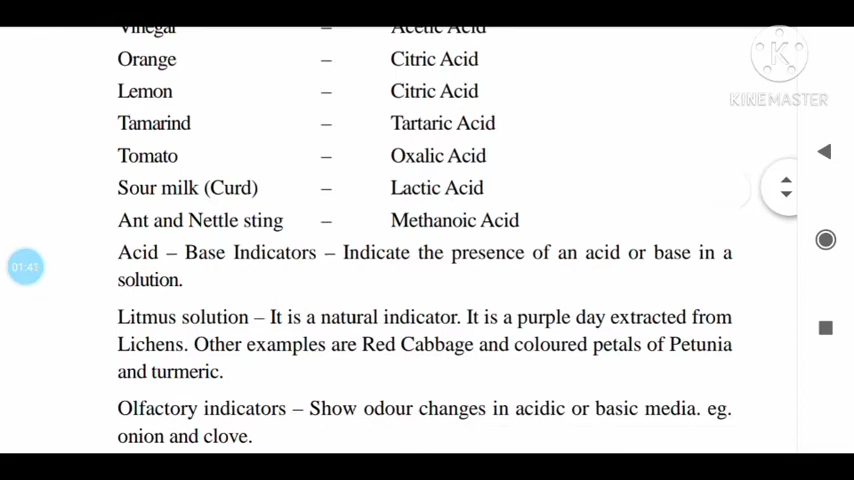 Vinegar – Acetic Acid
Orange – Citric Acid
Lemon – Citric Acid
Tamarind – Tartaric Acid
Tomato – Oxalic Acid
Sour milk (Curd) – Lactic Acid
Ant and Nettle sting – Methanoic Acid
Acid – Base Indicators – Indicate the presence of an acid or base in a
solution.
Litmus solution – It is a natural indicator. It is a purple day extracted from
Lichens. Other examples are Red Cabbage and coloured petals of Petunia
and turmeric.
Olfactory indicators – Show odour changes in acidic or basic media. eg.
onion and clove.
K
KINEMASTER
01:41